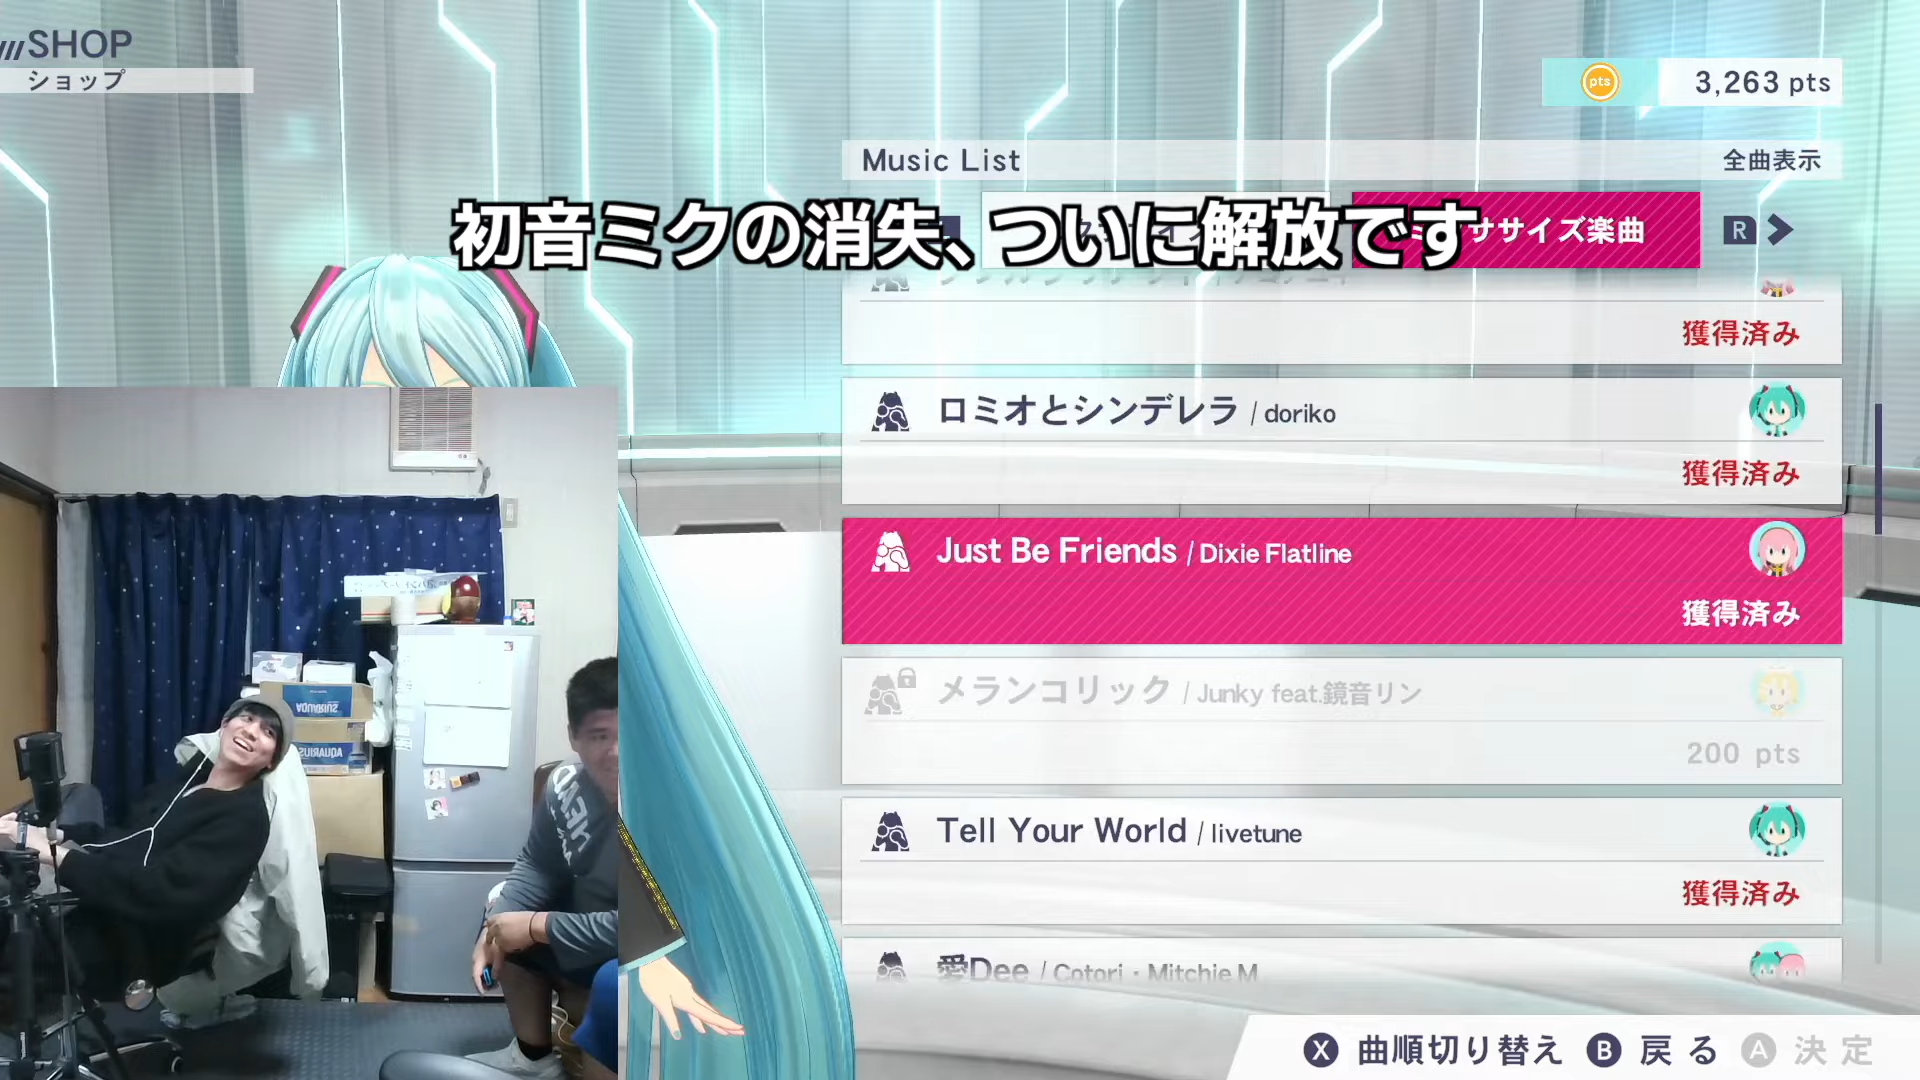 SHOP
ショップ
pts
3,263 pts
Music List
全曲表示
初音ミクの消失、ついに解放です
ササイズ楽曲
R
獲得済み
ロミオとシンデレラ / doriko
獲得済み
Just Be Friends / Dixie Flatline
獲得済み
メランコリック / Junky feat.鏡音リン
200 pts
Tell Your World / livetune
獲得済み
愛Dee / Cotori・Mitchie M
AQUARIUS
HEAD
X 曲順切り替え B 戻る A 決定